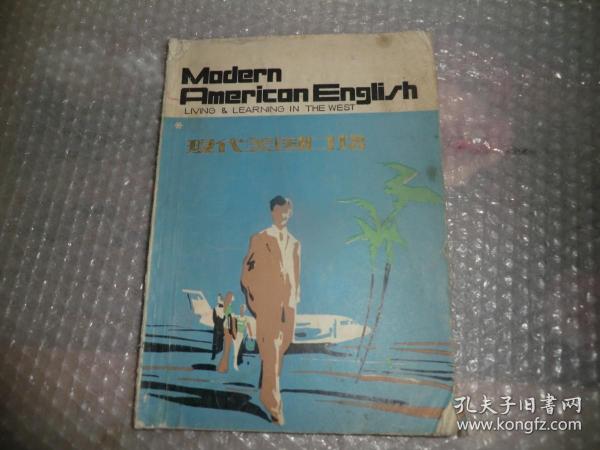 Modern
American English
LIVING & LEARNING IN THE WEST
现代美国英语
孔夫子旧书网
www.kongfz.com